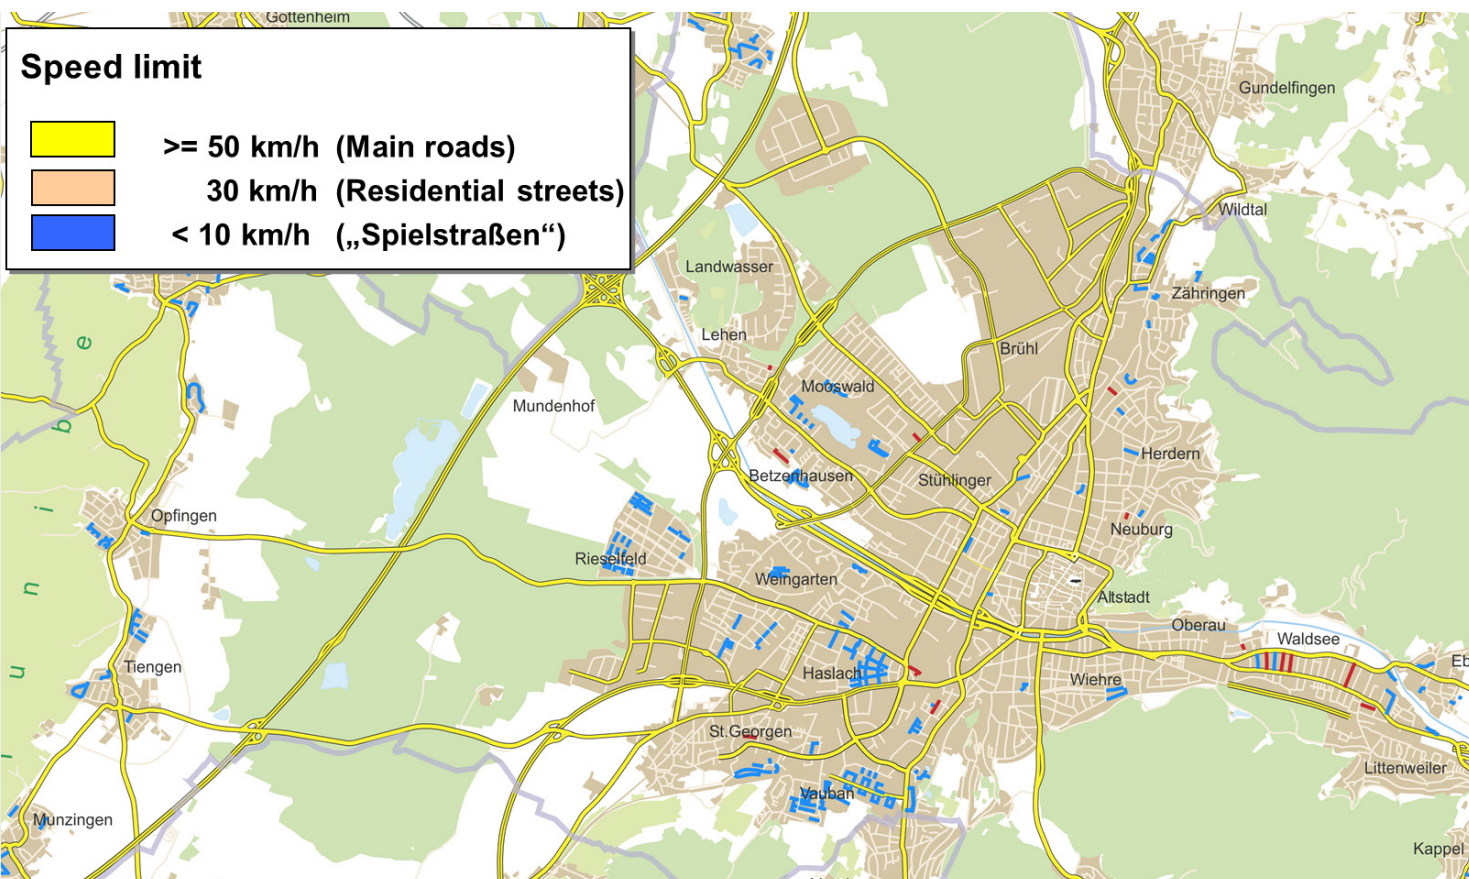 Gottenheim
Speed limit
>= 50 km/h (Main roads)
30 km/h (Residential streets)
< 10 km/h („Spielstraßen“)
Gundelfingen
Wildtal
Landwasser
Zähringen
Lehen
Brühl
Mooswald
Mundenhof
Herdern
Betzenhausen
Stühlinger
Opfingen
Neuburg
Rieselfeld
Weingarten
Altstadt
Oberau
Waldsee
Eb
Tiengen
Haslach
Wiehre
St.Georgen
Littenweiler
Vauban
Munzingen
Kappel
e
b
i
n
u
l